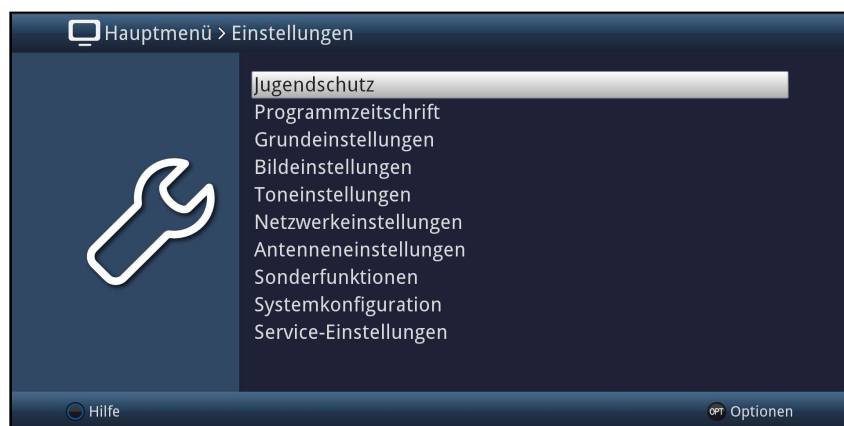 Hauptmenü > Einstellungen
Jugendschutz
Programmzeitschrift
Grundeinstellungen
Bildeinstellungen
Toneinstellungen
Netzwerkeinstellungen
Antenneneinstellungen
Sonderfunktionen
Systemkonfiguration
Service-Einstellungen
Hilfe
OPT Optionen